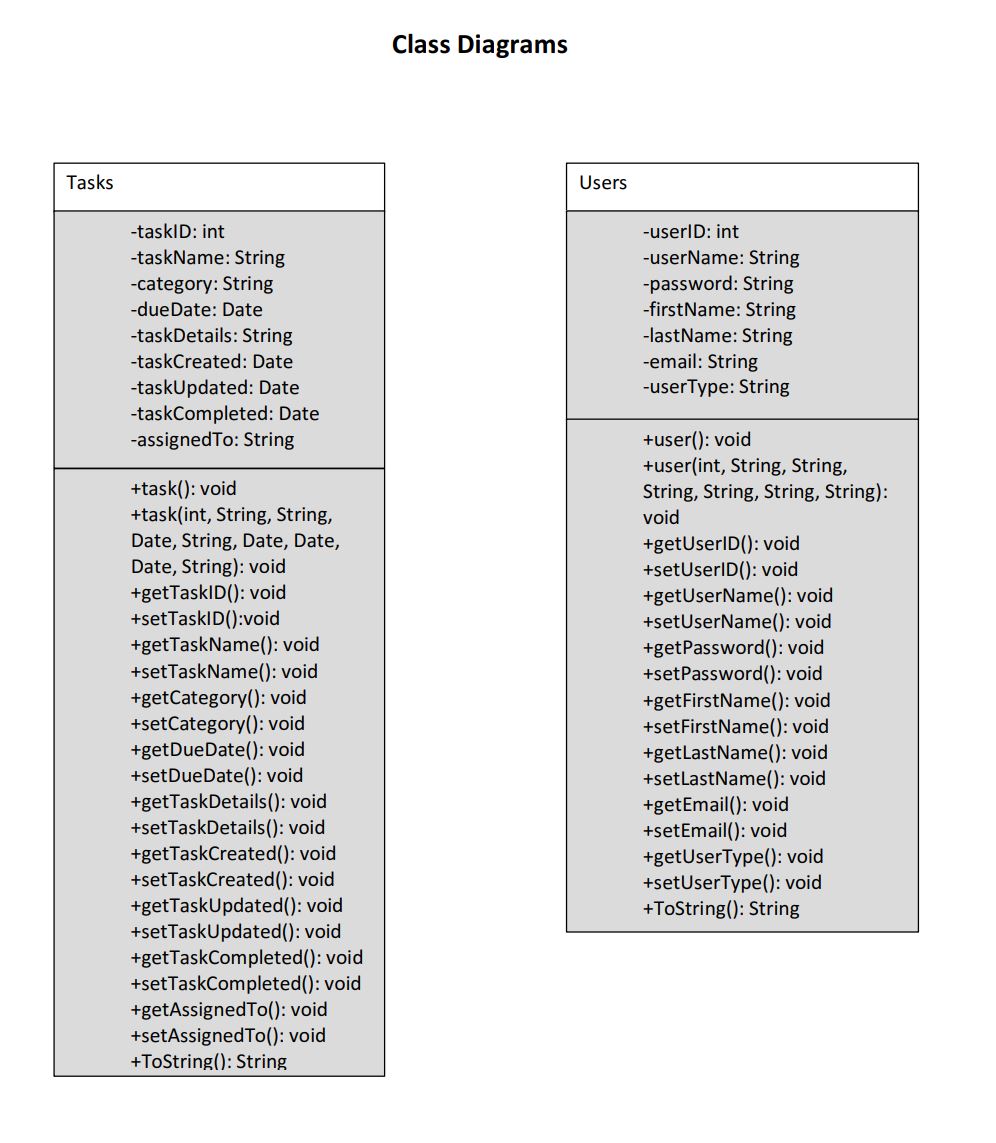 Class Diagrams
Tasks
-taskID: int
-taskName: String
-category: String
-dueDate: Date
-taskDetails: String
-taskCreated: Date
-taskUpdated: Date
-taskCompleted: Date
-assignedTo: String
+task(): void
+task(int, String, String,
Date, String, Date, Date,
Date, String): void
+getTaskID(): void
+setTaskID():void
+getTaskName(): void
+setTaskName(): void
+getCategory(): void
+setCategory(): void
+getDueDate(): void
+setDueDate(): void
+getTaskDetails(): void
+setTaskDetails(): void
+getTaskCreated(): void
+setTaskCreated(): void
+getTaskUpdated(): void
+setTaskUpdated(): void
+getTaskCompleted(): void
+setTaskCompleted(): void
+getAssignedTo(): void
+setAssignedTo(): void
+ToString(): String
Users
-userID: int
-userName: String
-password: String
-firstName: String
-lastName: String
-email: String
-userType: String
+user(): void
+user(int, String, String,
String, String, String, String):
void
+getUserID(): void
+setUserID(): void
+getUserName(): void
+setUserName(): void
+getPassword(): void
+setPassword(): void
+getFirstName(): void
+setFirstName(): void
+getLastName(): void
+setLastName(): void
+getEmail(): void
+setEmail(): void
+getUserType(): void
+setUserType(): void
+ToString(): String